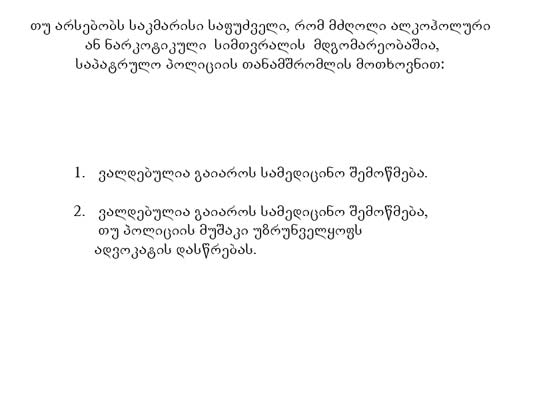 თუ არსებობს საკმარისი საფუძველი, რომ მძღოლი ალკოჰოლური
ან ნარკოტიკული სიმთვრალის მდგომარეობაშია,
საპატრულო პოლიციის თანამშრომლის მოთხოვნით:
1. ვალდებულია გაიაროს სამედიცინო შემოწმება.
2. ვალდებულია გაიაროს სამედიცინო შემოწმება,
თუ პოლიციის მუშაკი უზრუნველყოფს
ადვოკატის დასწრებას.